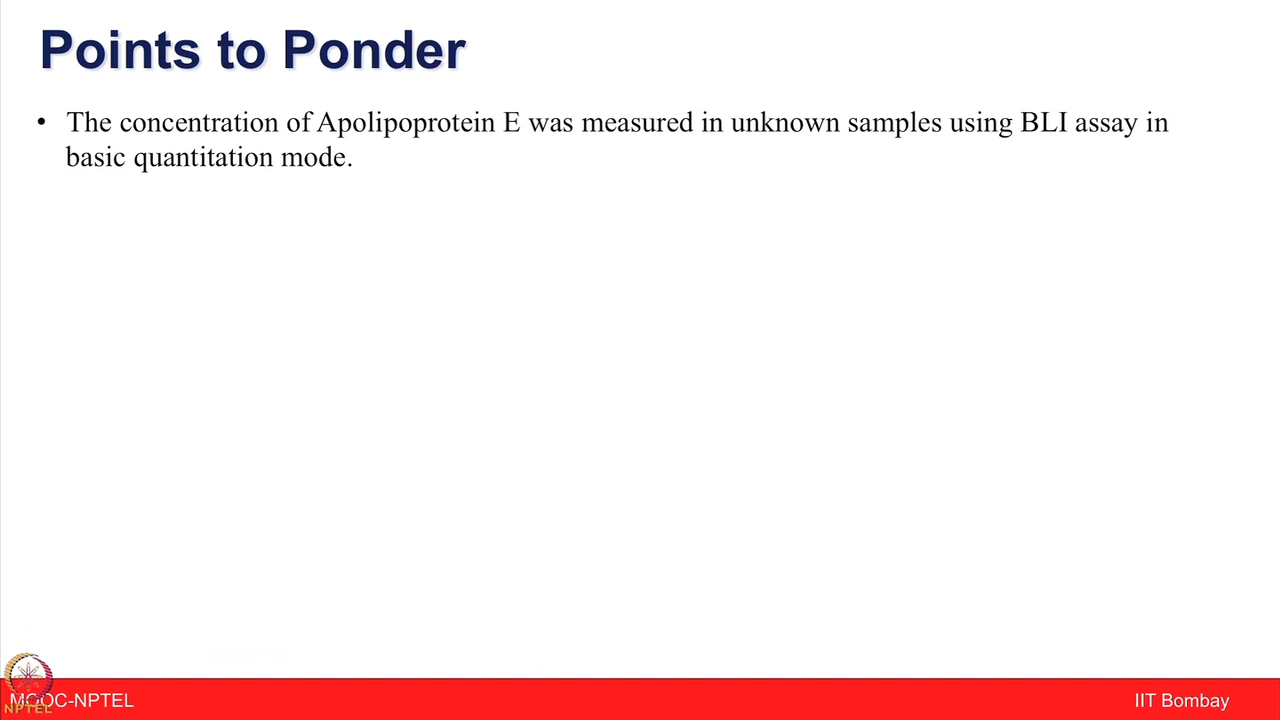 Points to Ponder
• The concentration of Apolipoprotein E was measured in unknown samples using BLI assay in
basic quantitation mode.
MOOC-NPTEL
NPTEL
IIT Bombay